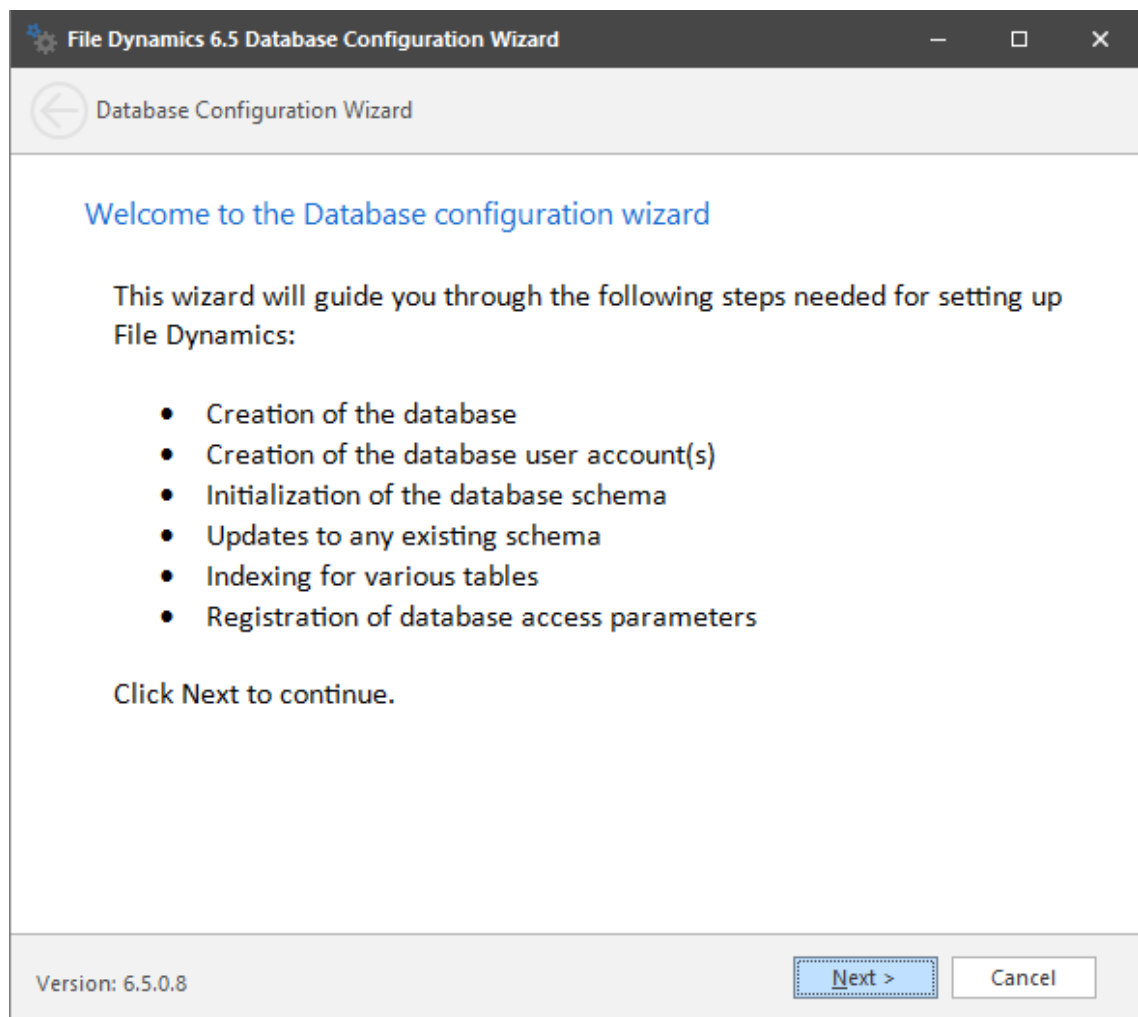 File Dynamics 6.5 Database Configuration Wizard
Database Configuration Wizard
Welcome to the Database configuration wizard
This wizard will guide you through the following steps needed for setting up
File Dynamics:
• Creation of the database
• Creation of the database user account(s)
• Initialization of the database schema
• Updates to any existing schema
• Indexing for various tables
• Registration of database access parameters
Click Next to continue.
Version: 6.5.0.8
Next >
Cancel